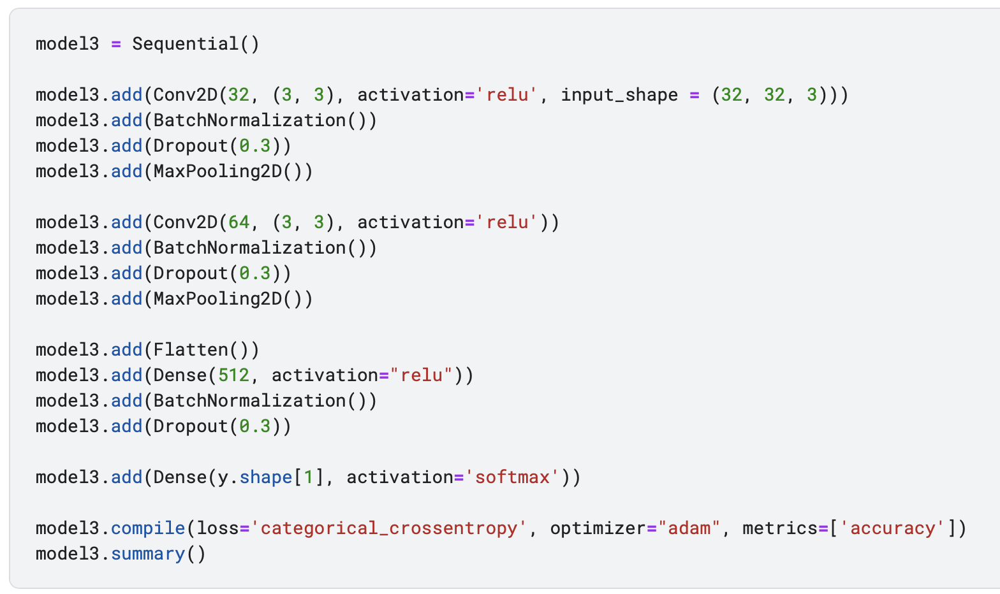 model3 = Sequential()
model3.add(Conv2D(32, (3, 3), activation='relu', input_shape = (32, 32, 3)))
model3.add(BatchNormalization())
model3.add(Dropout(0.3))
model3.add(MaxPooling2D())
model3.add(Conv2D(64, (3, 3), activation='relu'))
model3.add(BatchNormalization())
model3.add(Dropout(0.3))
model3.add(MaxPooling2D())
model3.add(Flatten())
model3.add(Dense(512, activation="relu"))
model3.add(BatchNormalization())
model3.add(Dropout(0.3))
model3.add(Dense(y.shape[1], activation='softmax'))
model3.compile(loss='categorical_crossentropy', optimizer="adam", metrics=['accuracy'])
model3.summary()